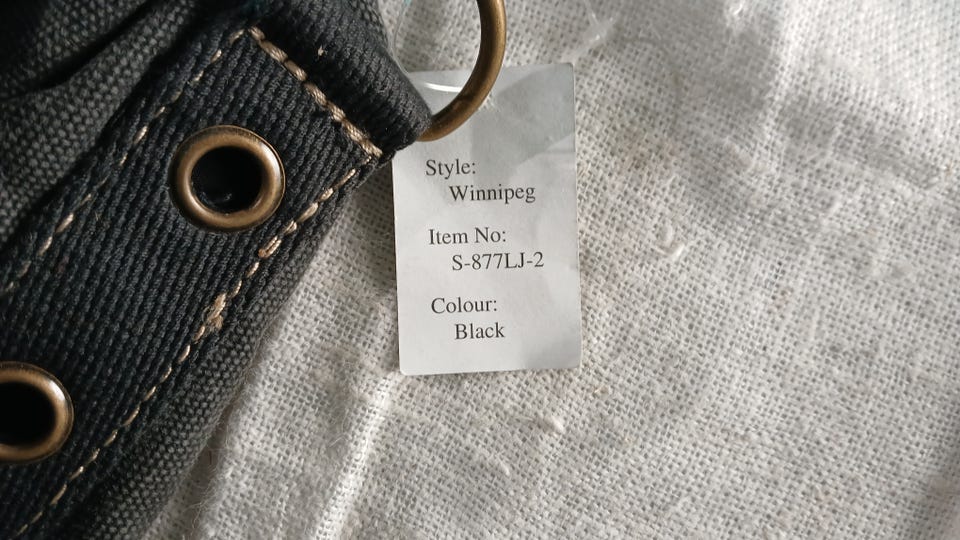 Style:
Winnipeg
Item No:
S-877LJ-2
Colour:
Black